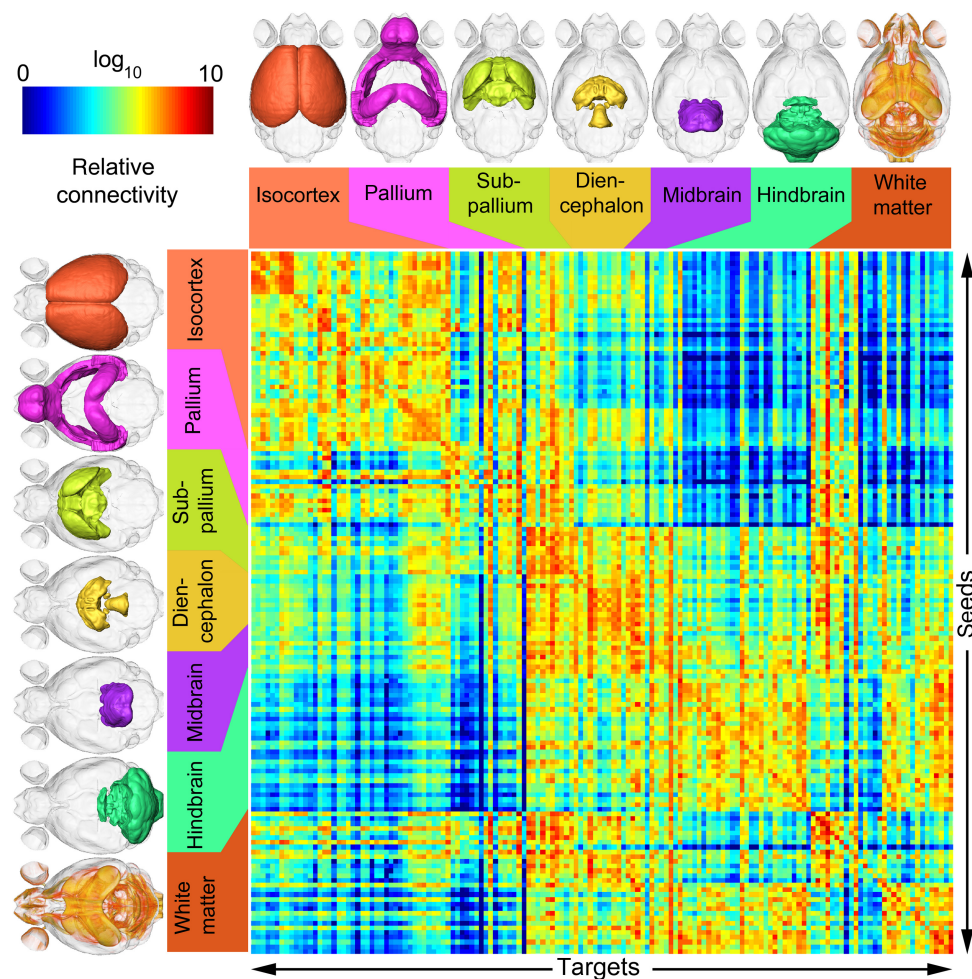 log10
0
10
Relative
connectivity
Isocortex
Pallium
Sub-
pallium
Dien-
cephalon
Midbrain
Hindbrain
White
matter
Isocortex
Pallium
Sub-
pallium
Dien-
cephalon
Midbrain
Hindbrain
White
matter
Seeds
Targets